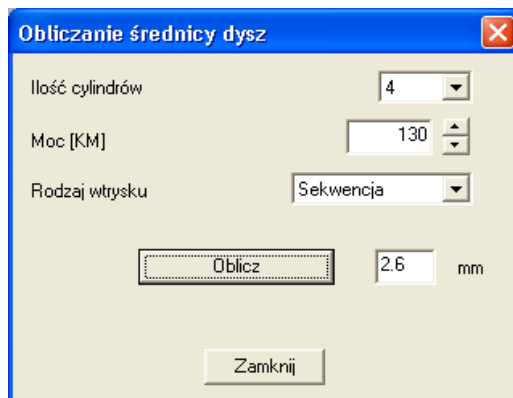 Obliczanie średnicy dysz
Ilość cylindrów 4
Moc [KM] 130
Rodzaj wtrysku Sekwencja
Oblicz 2.6 mm
Zamknij